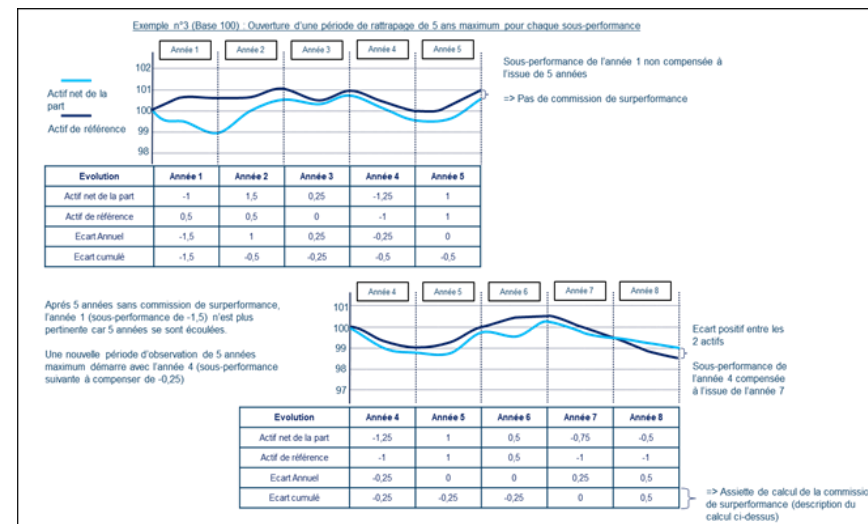 Exemple n°3 (Base 100) : Ouverture d'une période de rattrapage de 5 ans maximum pour chaque sous-performance
Année 1 Année 2 Année 3 Année 4 Année 5
102
101
100
99
98
Actif net de la
part
Actif de référence
Sous-performance de l'année 1 non compensée à
l'issue de 5 années
=> Pas de commission de surperformance
Evolution Année 1 Année 2 Année 3 Année 4 Année 5
Actif net de la part -1 1,5 0,25 -1,25 1
Actif de référence 0,5 0,5 0 -1 1
Ecart Annuel -1,5 1 0,25 -0,25 0
Ecart cumulé -1,5 -0,5 -0,25 -0,5 -0,5
Après 5 années sans commission de surperformance,
l'année 1 (sous-performance de -1,5) n'est plus
pertinente car 5 années se sont écoulées.
Une nouvelle période d'observation de 5 années
maximum démarre avec l'année 4 (sous-performance
suivante à compenser de -0,25)
Année 4 Année 5 Année 6 Année 7 Année 8
101
100
99
98
97
Ecart positif entre les
2 actifs
Sous-performance de
l'année 4 compensée
à l'issue de l'année 7
Evolution Année 4 Année 5 Année 6 Année 7 Année 8
Actif net de la part -1,25 1 0,5 -0,75 -0,5
Actif de référence -1 1 0,5 -1 -1
Ecart Annuel -0,25 0 0 0,25 0,5
Ecart cumulé -0,25 -0,25 -0,25 0 0,5
=> Assiette de calcul de la commission
de surperformance (description du
calcul ci-dessus)